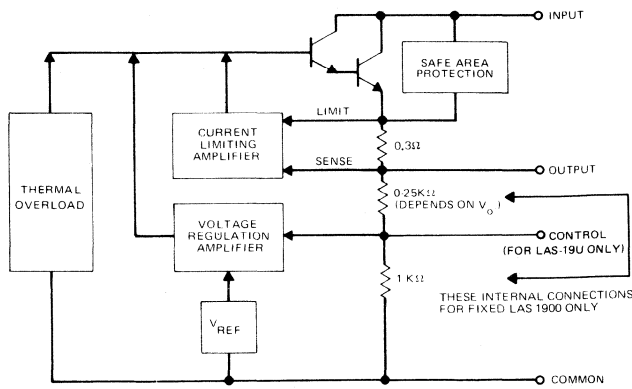 INPUT
SAFE AREA
PROTECTION
LIMIT
CURRENT
LIMITING
AMPLIFIER
0.3Ω
SENSE
OUTPUT
THERMAL
OVERLOAD
0.25KΩ
(DEPENDS ON Vo)
VOLTAGE
REGULATION
AMPLIFIER
CONTROL
(FOR LAS-19U ONLY)
1 KΩ
THESE INTERNAL CONNECTIONS
FOR FIXED LAS 1900 ONLY
VREF
COMMON